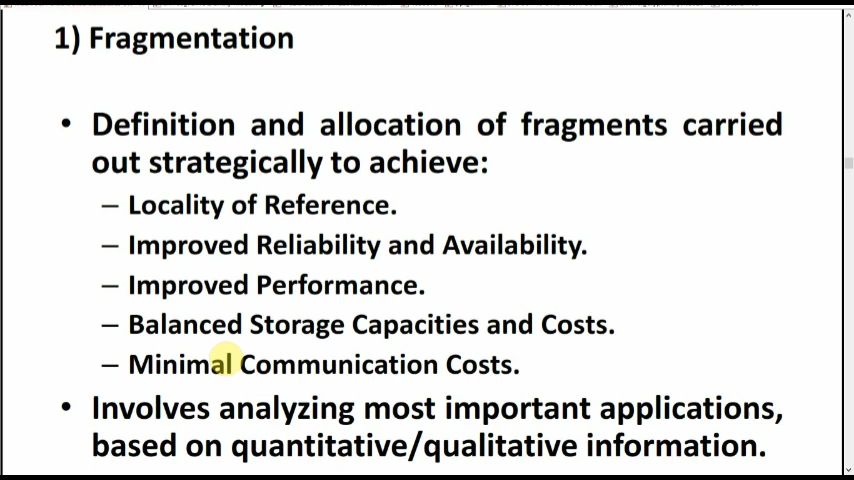 1) Fragmentation
• Definition and allocation of fragments carried
out strategically to achieve:
– Locality of Reference.
– Improved Reliability and Availability.
– Improved Performance.
– Balanced Storage Capacities and Costs.
– Minimal Communication Costs.
• Involves analyzing most important applications,
based on quantitative/qualitative information.